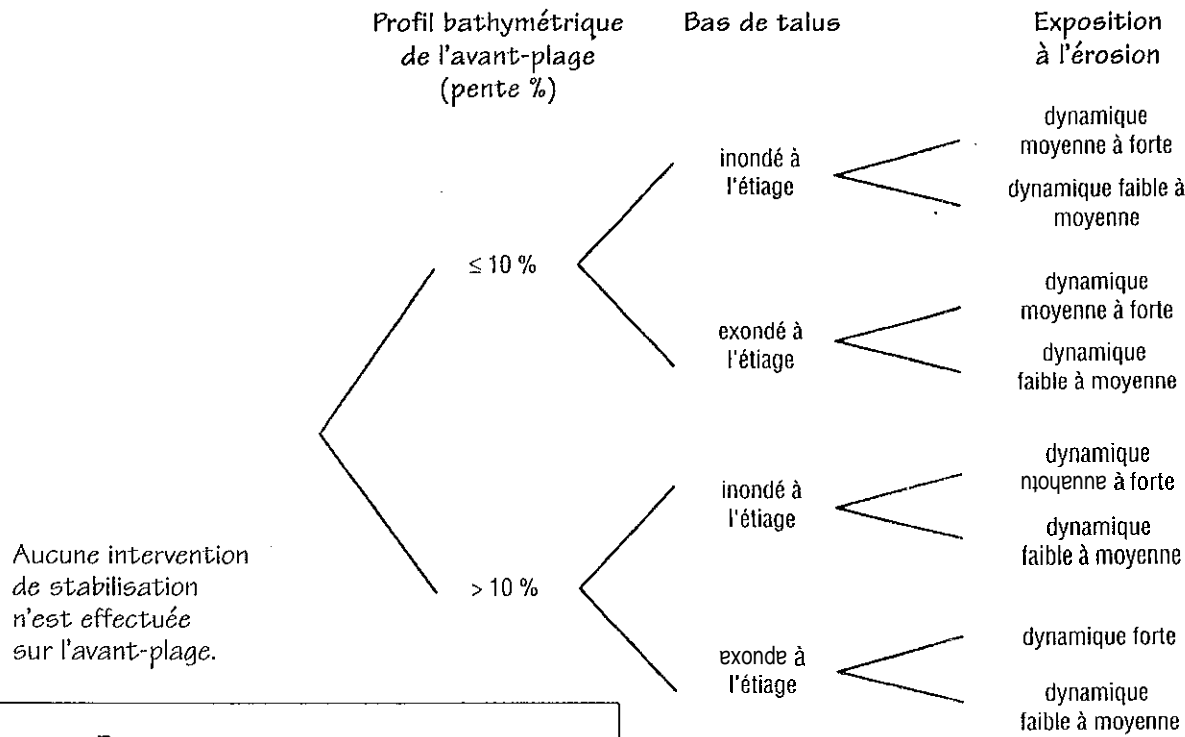 Profil bathymétrique
de l'avant-plage
(pente %)
Bas de talus
Exposition
à l'érosion
≤ 10 %
inondé à
l'étiage
dynamique
moyenne à forte
dynamique faible à
moyenne
exondé à
l'étiage
dynamique
moyenne à forte
dynamique
faible à moyenne
Aucune intervention
de stabilisation
n'est effectuée
sur l'avant-plage.
> 10 %
inondé à
l'étiage
dynamique
moyenne à forte
dynamique
faible à moyenne
exondé à
l'étiage
dynamique forte
dynamique
faible à moyenne